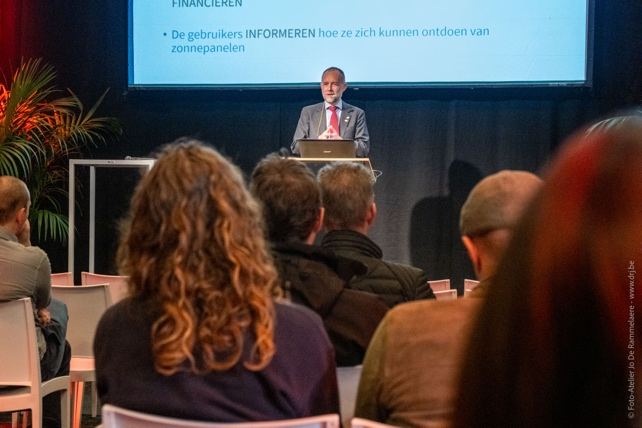 FINANCIEREN
• De gebruikers INFORMEREN hoe ze zich kunnen ontdoen van
zonnepanelen
© Foto-Atelier Jo De Rammelaere - www.drj.be